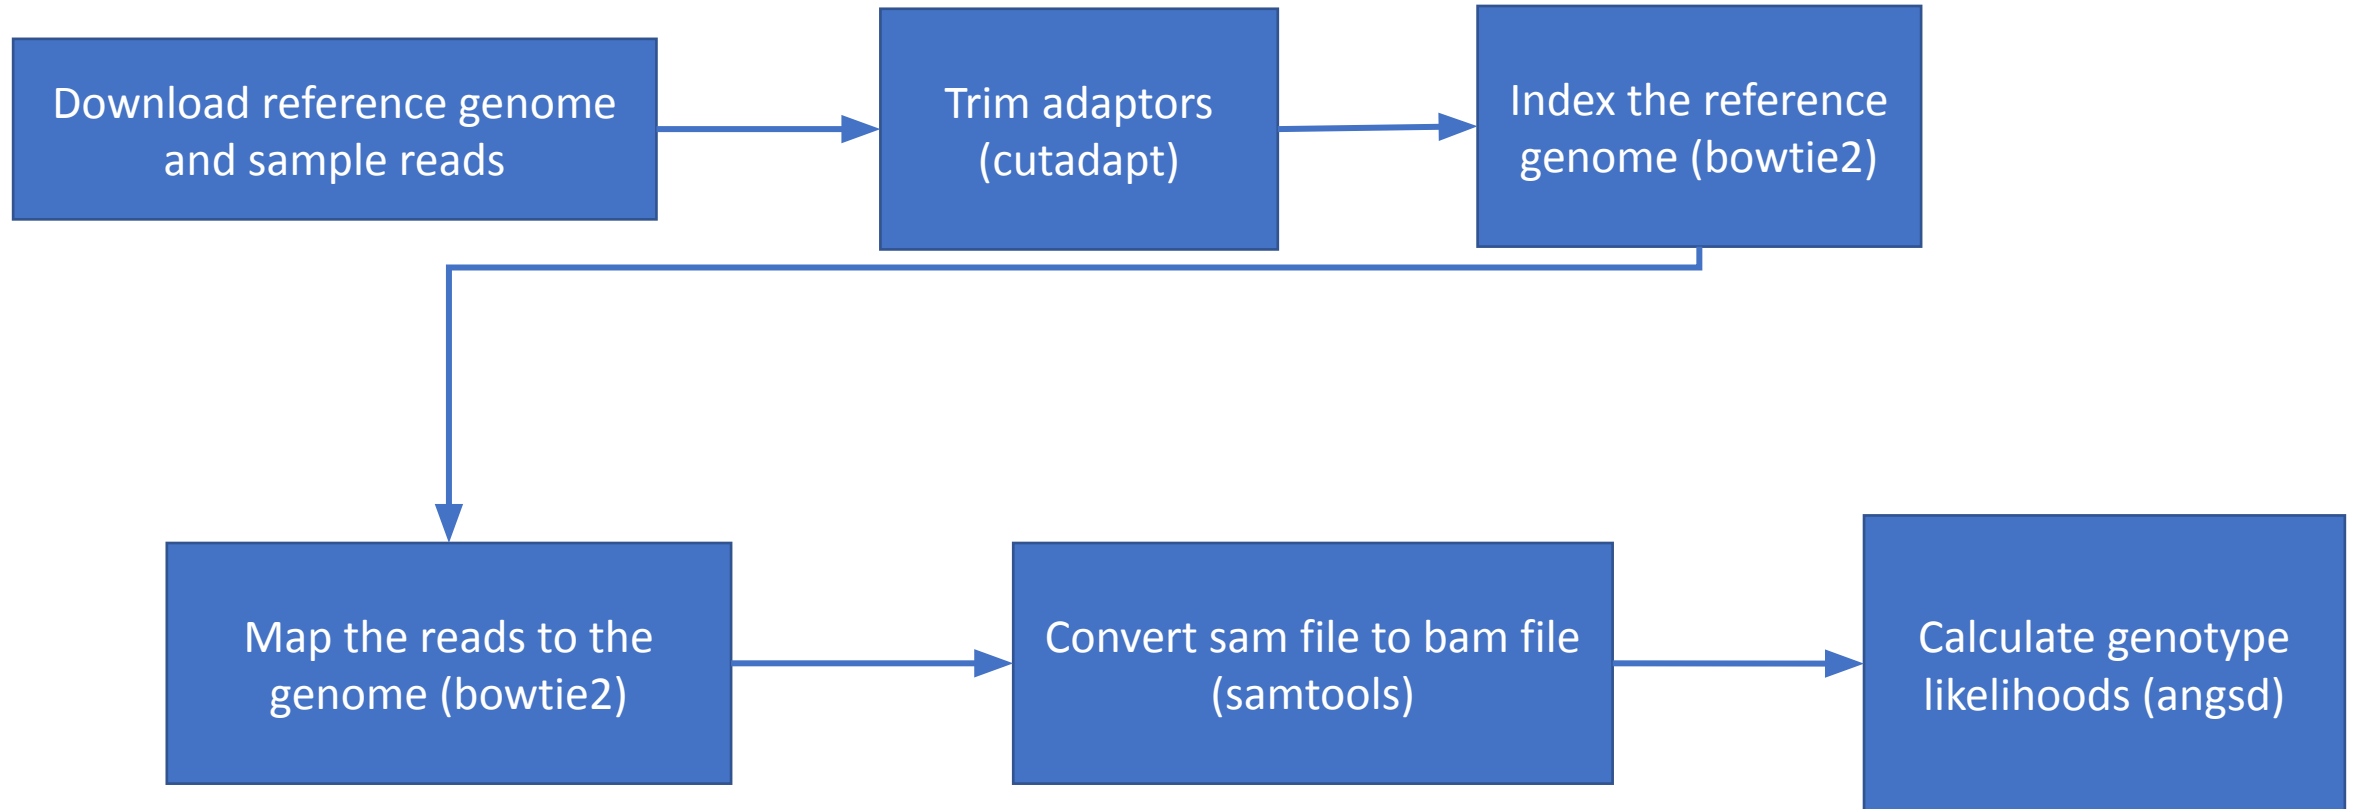 Download reference genome
and sample reads
Trim adaptors
(cutadapt)
Index the reference
genome (bowtie2)
Map the reads to the
genome (bowtie2)
Convert sam file to bam file
(samtools)
Calculate genotype
likelihoods (angsd)